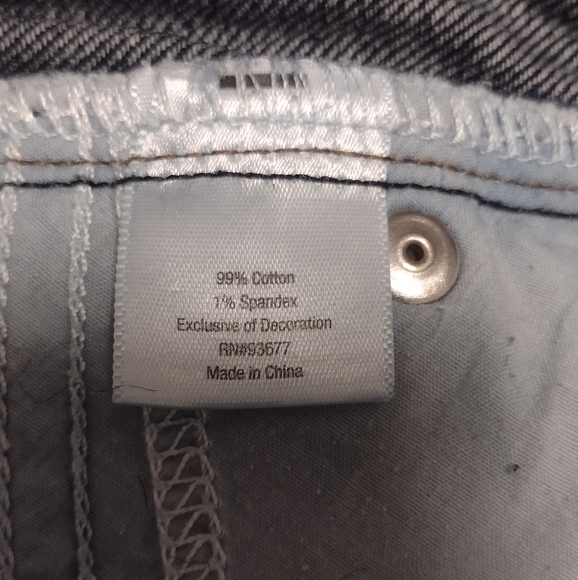 99% Cotton
1% Spandex
Exclusive of Decoration
RN#93677
Made in China